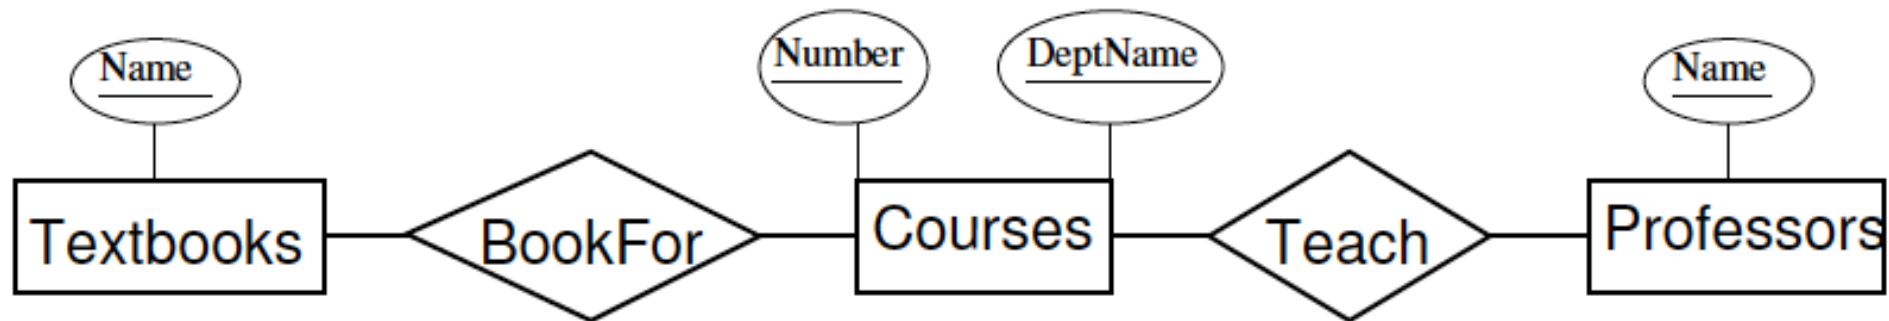 Name
Number
DeptName
Name
Textbooks
BookFor
Courses
Teach
Professors